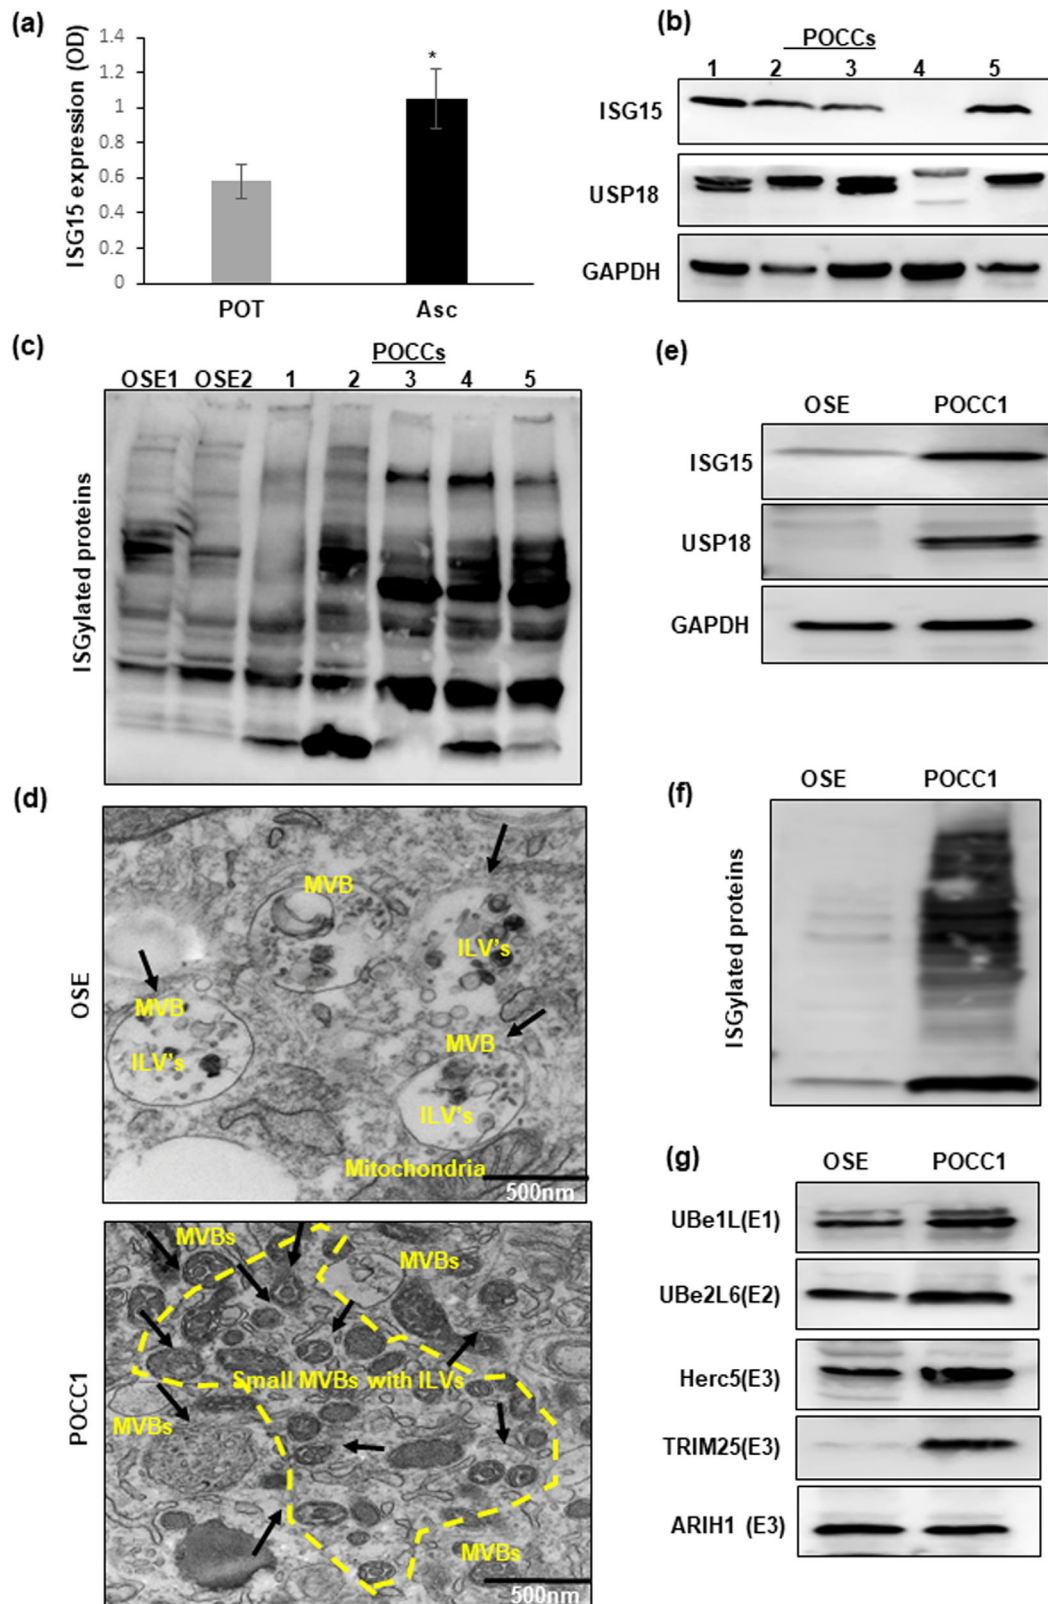 (a)
1.4
1.2
1
0.8
0.6
0.4
0.2
0
ISG15 expression (OD)
*
POT Asc
(b)
POCCs
1 2 3 4 5
ISG15
USP18
GAPDH
(c)
POCCs
OSE1 OSE2 1 2 3 4 5
ISGylated proteins
(d)
OSE
MVB
ILV's
MVB
MVB
ILV's
ILV's
Mitochondria
500nm
POCC1
MVBs
MVBs
Small MVBs with ILVs
MVBs
MVBs
500nm
(e)
OSE POCC1
ISG15
USP18
GAPDH
(f)
OSE POCC1
ISGylated proteins
(g)
OSE POCC1
UBe1L(E1)
UBe2L6(E2)
Herc5(E3)
TRIM25(E3)
ARIH1 (E3)